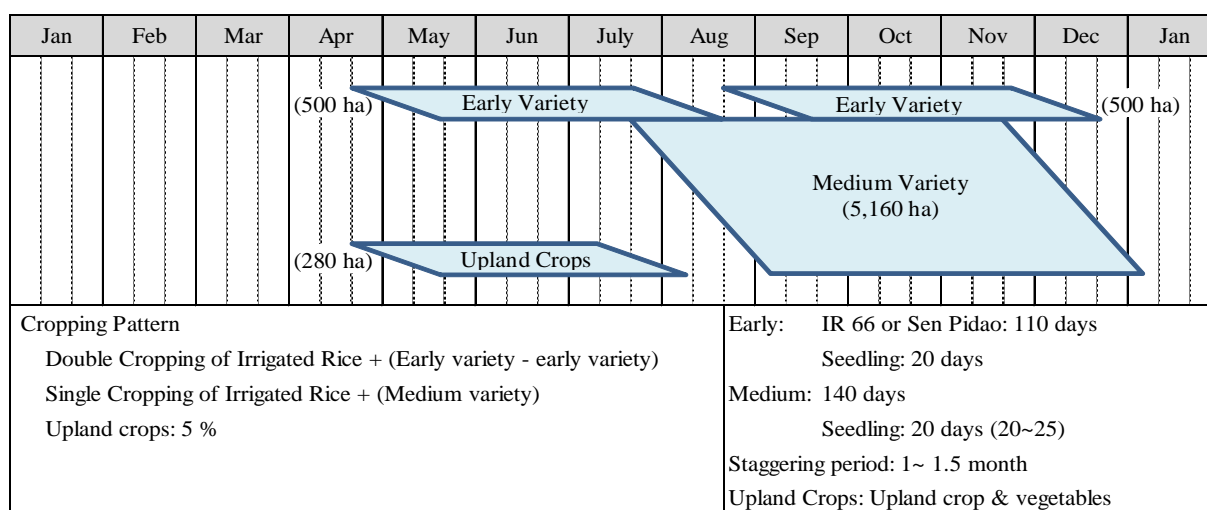 Jan Feb Mar Apr May Jun July Aug Sep Oct Nov Dec Jan
(500 ha) Early Variety Early Variety (500 ha)
Medium Variety
(5,160 ha)
(280 ha) Upland Crops
Cropping Pattern
Double Cropping of Irrigated Rice + (Early variety - early variety)
Single Cropping of Irrigated Rice + (Medium variety)
Upland crops: 5 %
Early: IR 66 or Sen Pidao: 110 days
Seedling: 20 days
Medium: 140 days
Seedling: 20 days (20~25)
Staggering period: 1~ 1.5 month
Upland Crops: Upland crop & vegetables